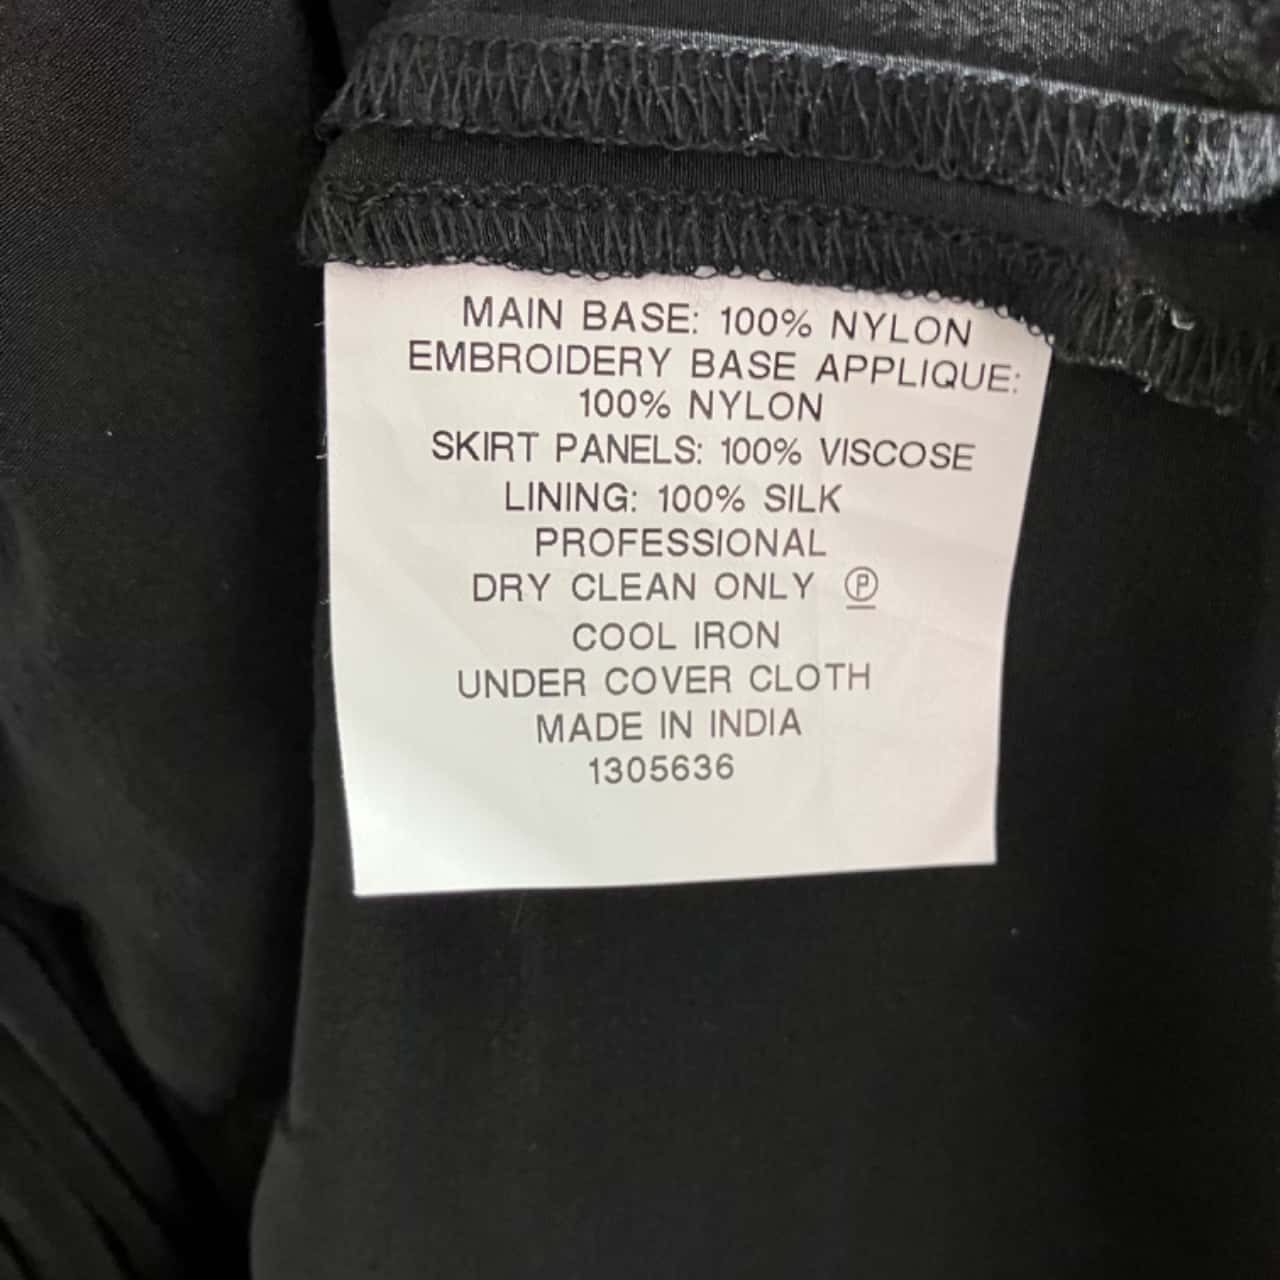 MAIN BASE: 100% NYLON
EMBROIDERY BASE APPLIQUE:
100% NYLON
SKIRT PANELS: 100% VISCOSE
LINING: 100% SILK
PROFESSIONAL
DRY CLEAN ONLY Ⓟ
COOL IRON
UNDER COVER CLOTH
MADE IN INDIA
1305636